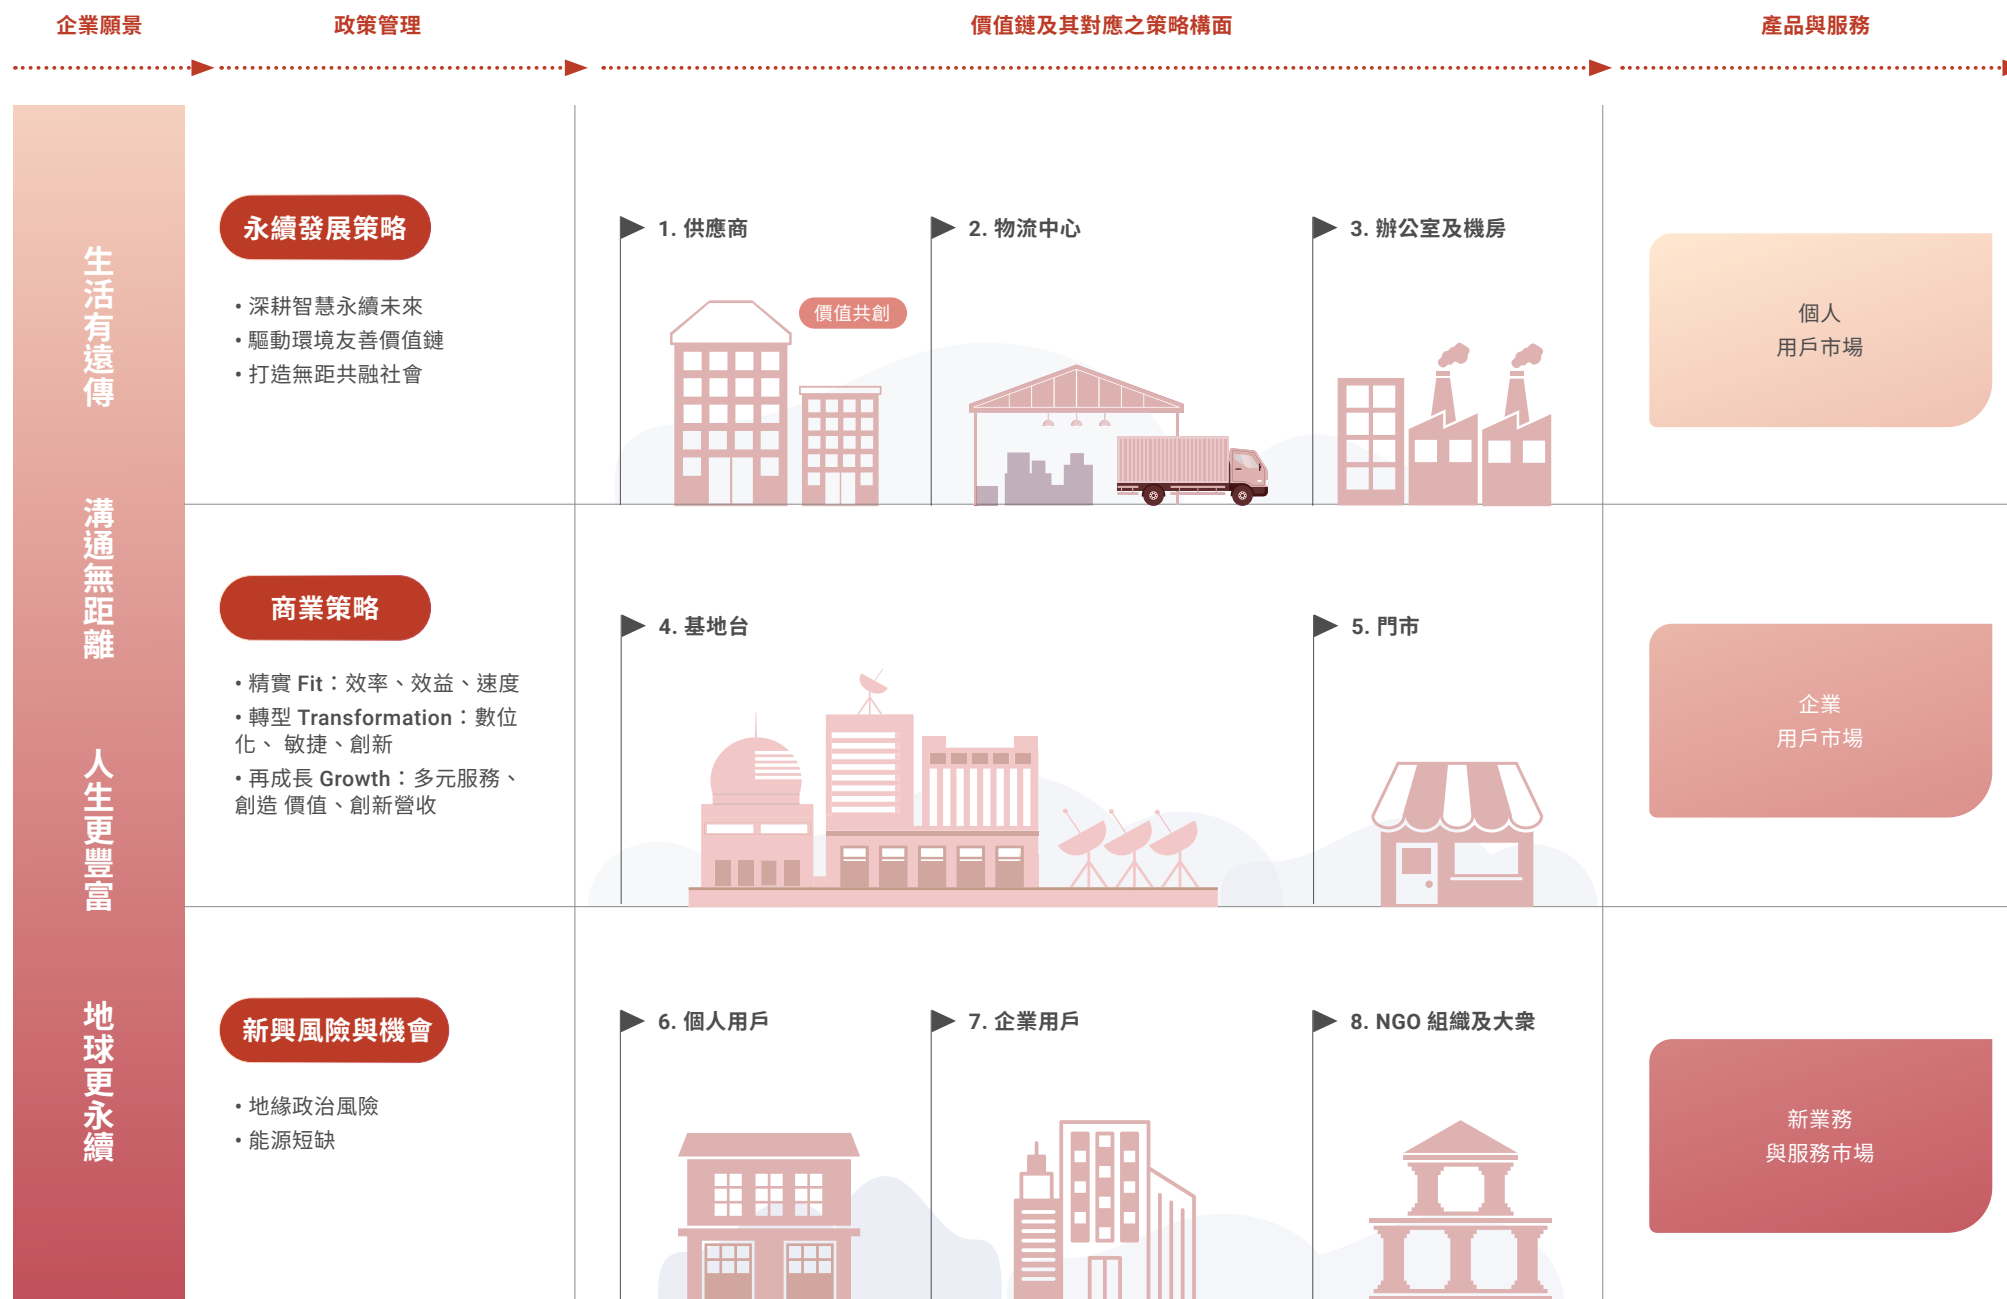 企業願景
政策管理
價值鏈及其對應之策略構面
產品與服務
生活有遠傳
溝通無距離
人生更豐富
地球更永續
永續發展策略
• 深耕智慧永續未來
• 驅動環境友善價值鏈
• 打造無距共融社會
1. 供應商
價值共創
2. 物流中心
3. 辦公室及機房
個人
用戶市場
商業策略
• 精實 Fit：效率、效益、速度
• 轉型 Transformation：數位
化、 敏捷、創新
• 再成長 Growth：多元服務、
創造 價值、創新營收
4. 基地台
5. 門市
企業
用戶市場
新興風險與機會
• 地緣政治風險
• 能源短缺
6. 個人用戶
7. 企業用戶
8. NGO 組織及大眾
新業務
與服務市場